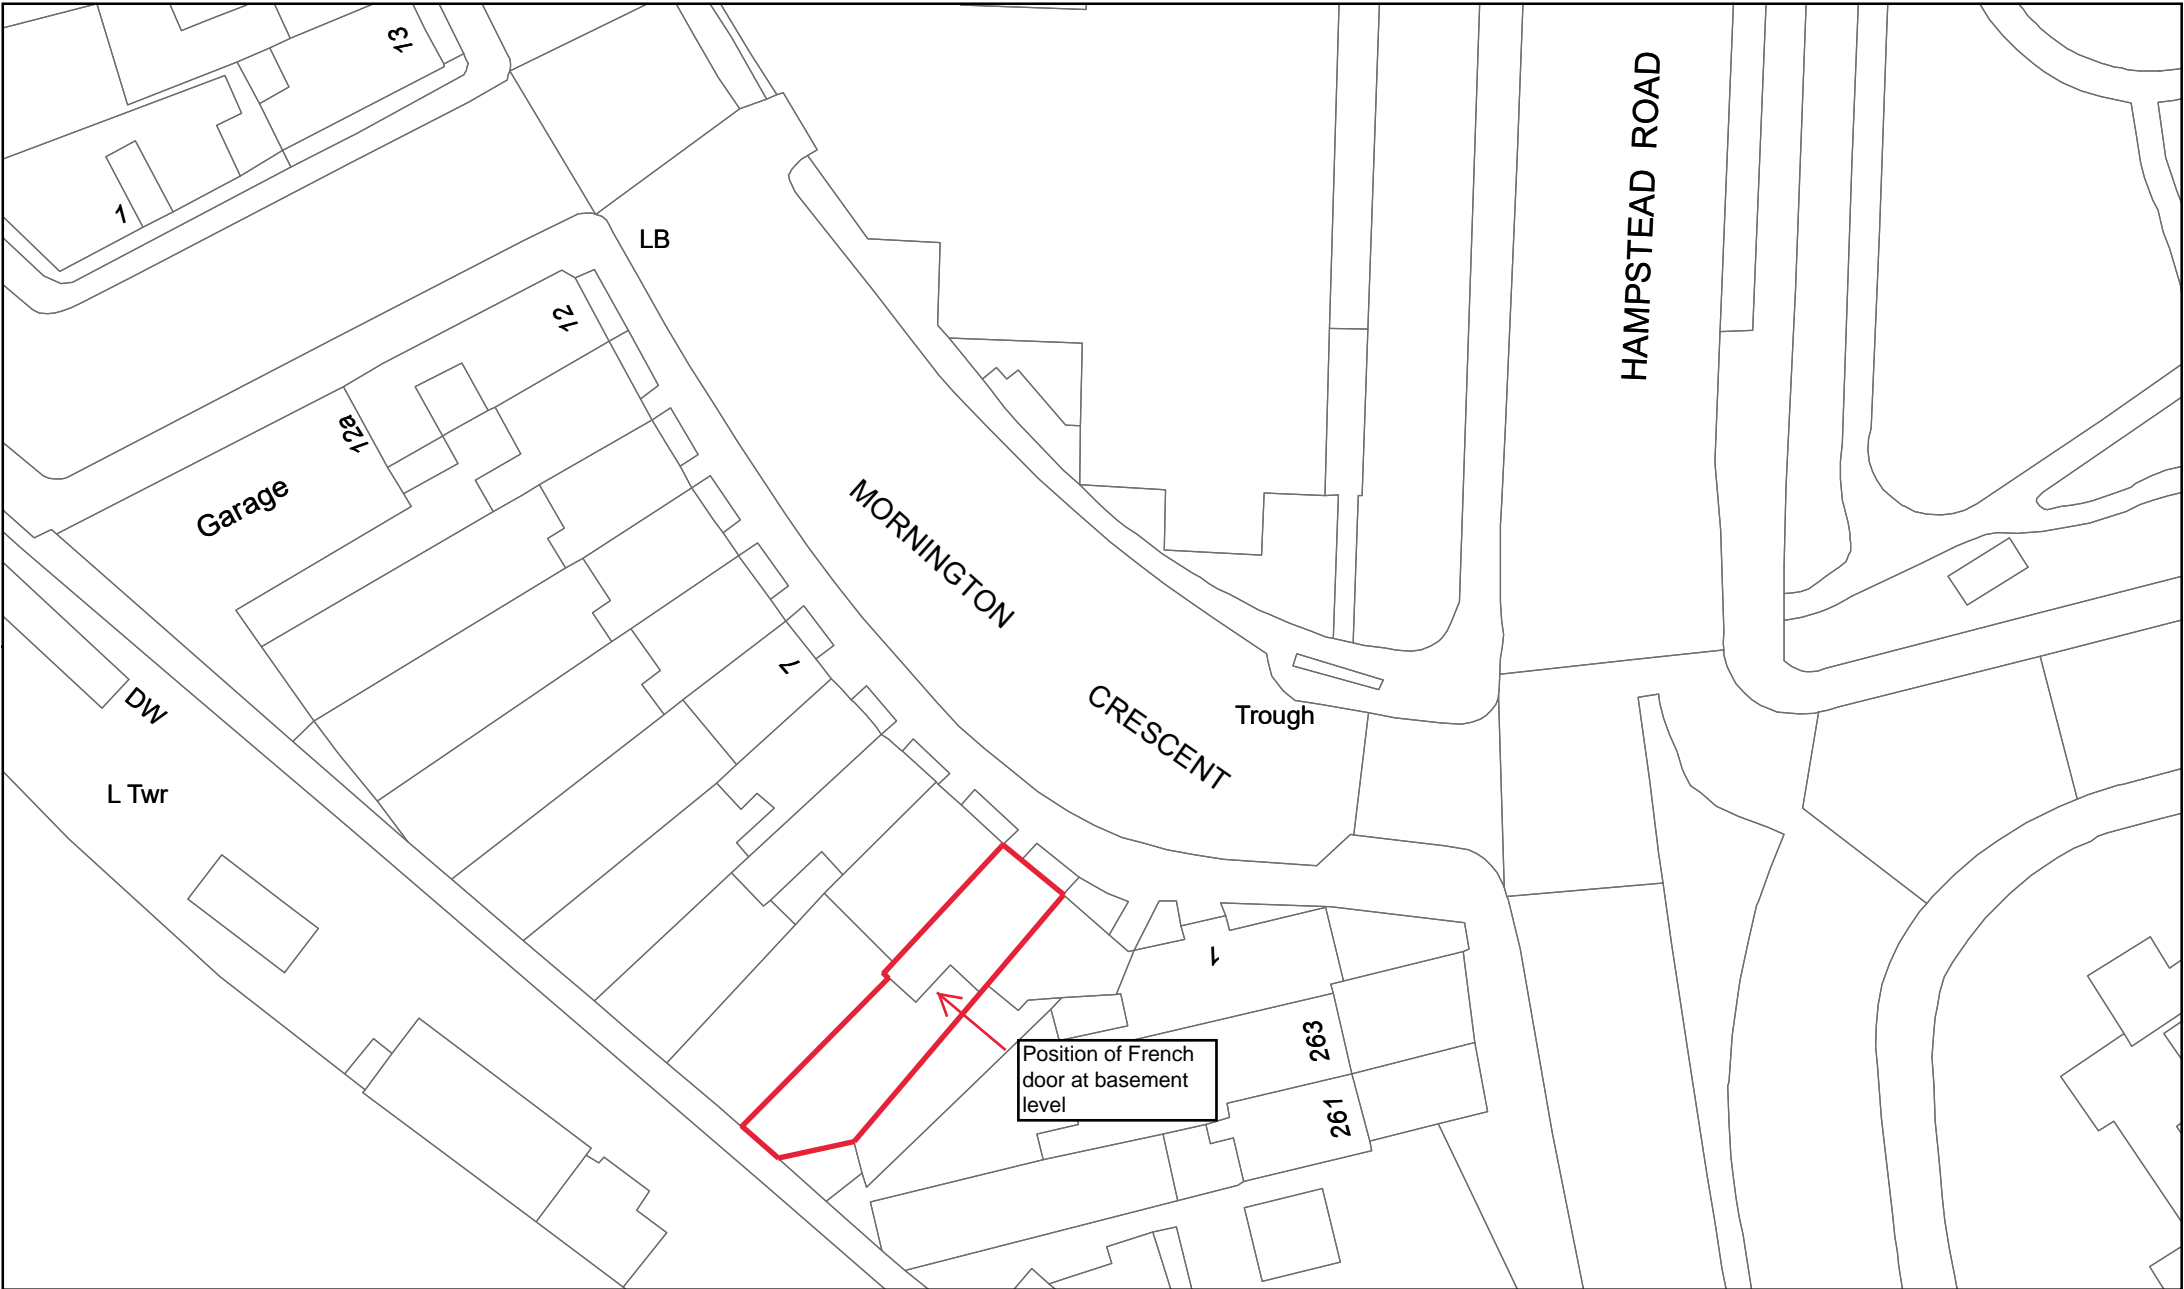 13
HAMPSTEAD ROAD
1
LB
12
12a
Garage
MORNINGTON
7
DW
CRESCENT
Trough
L Twr
1
263
Position of French
door at basement
level
261